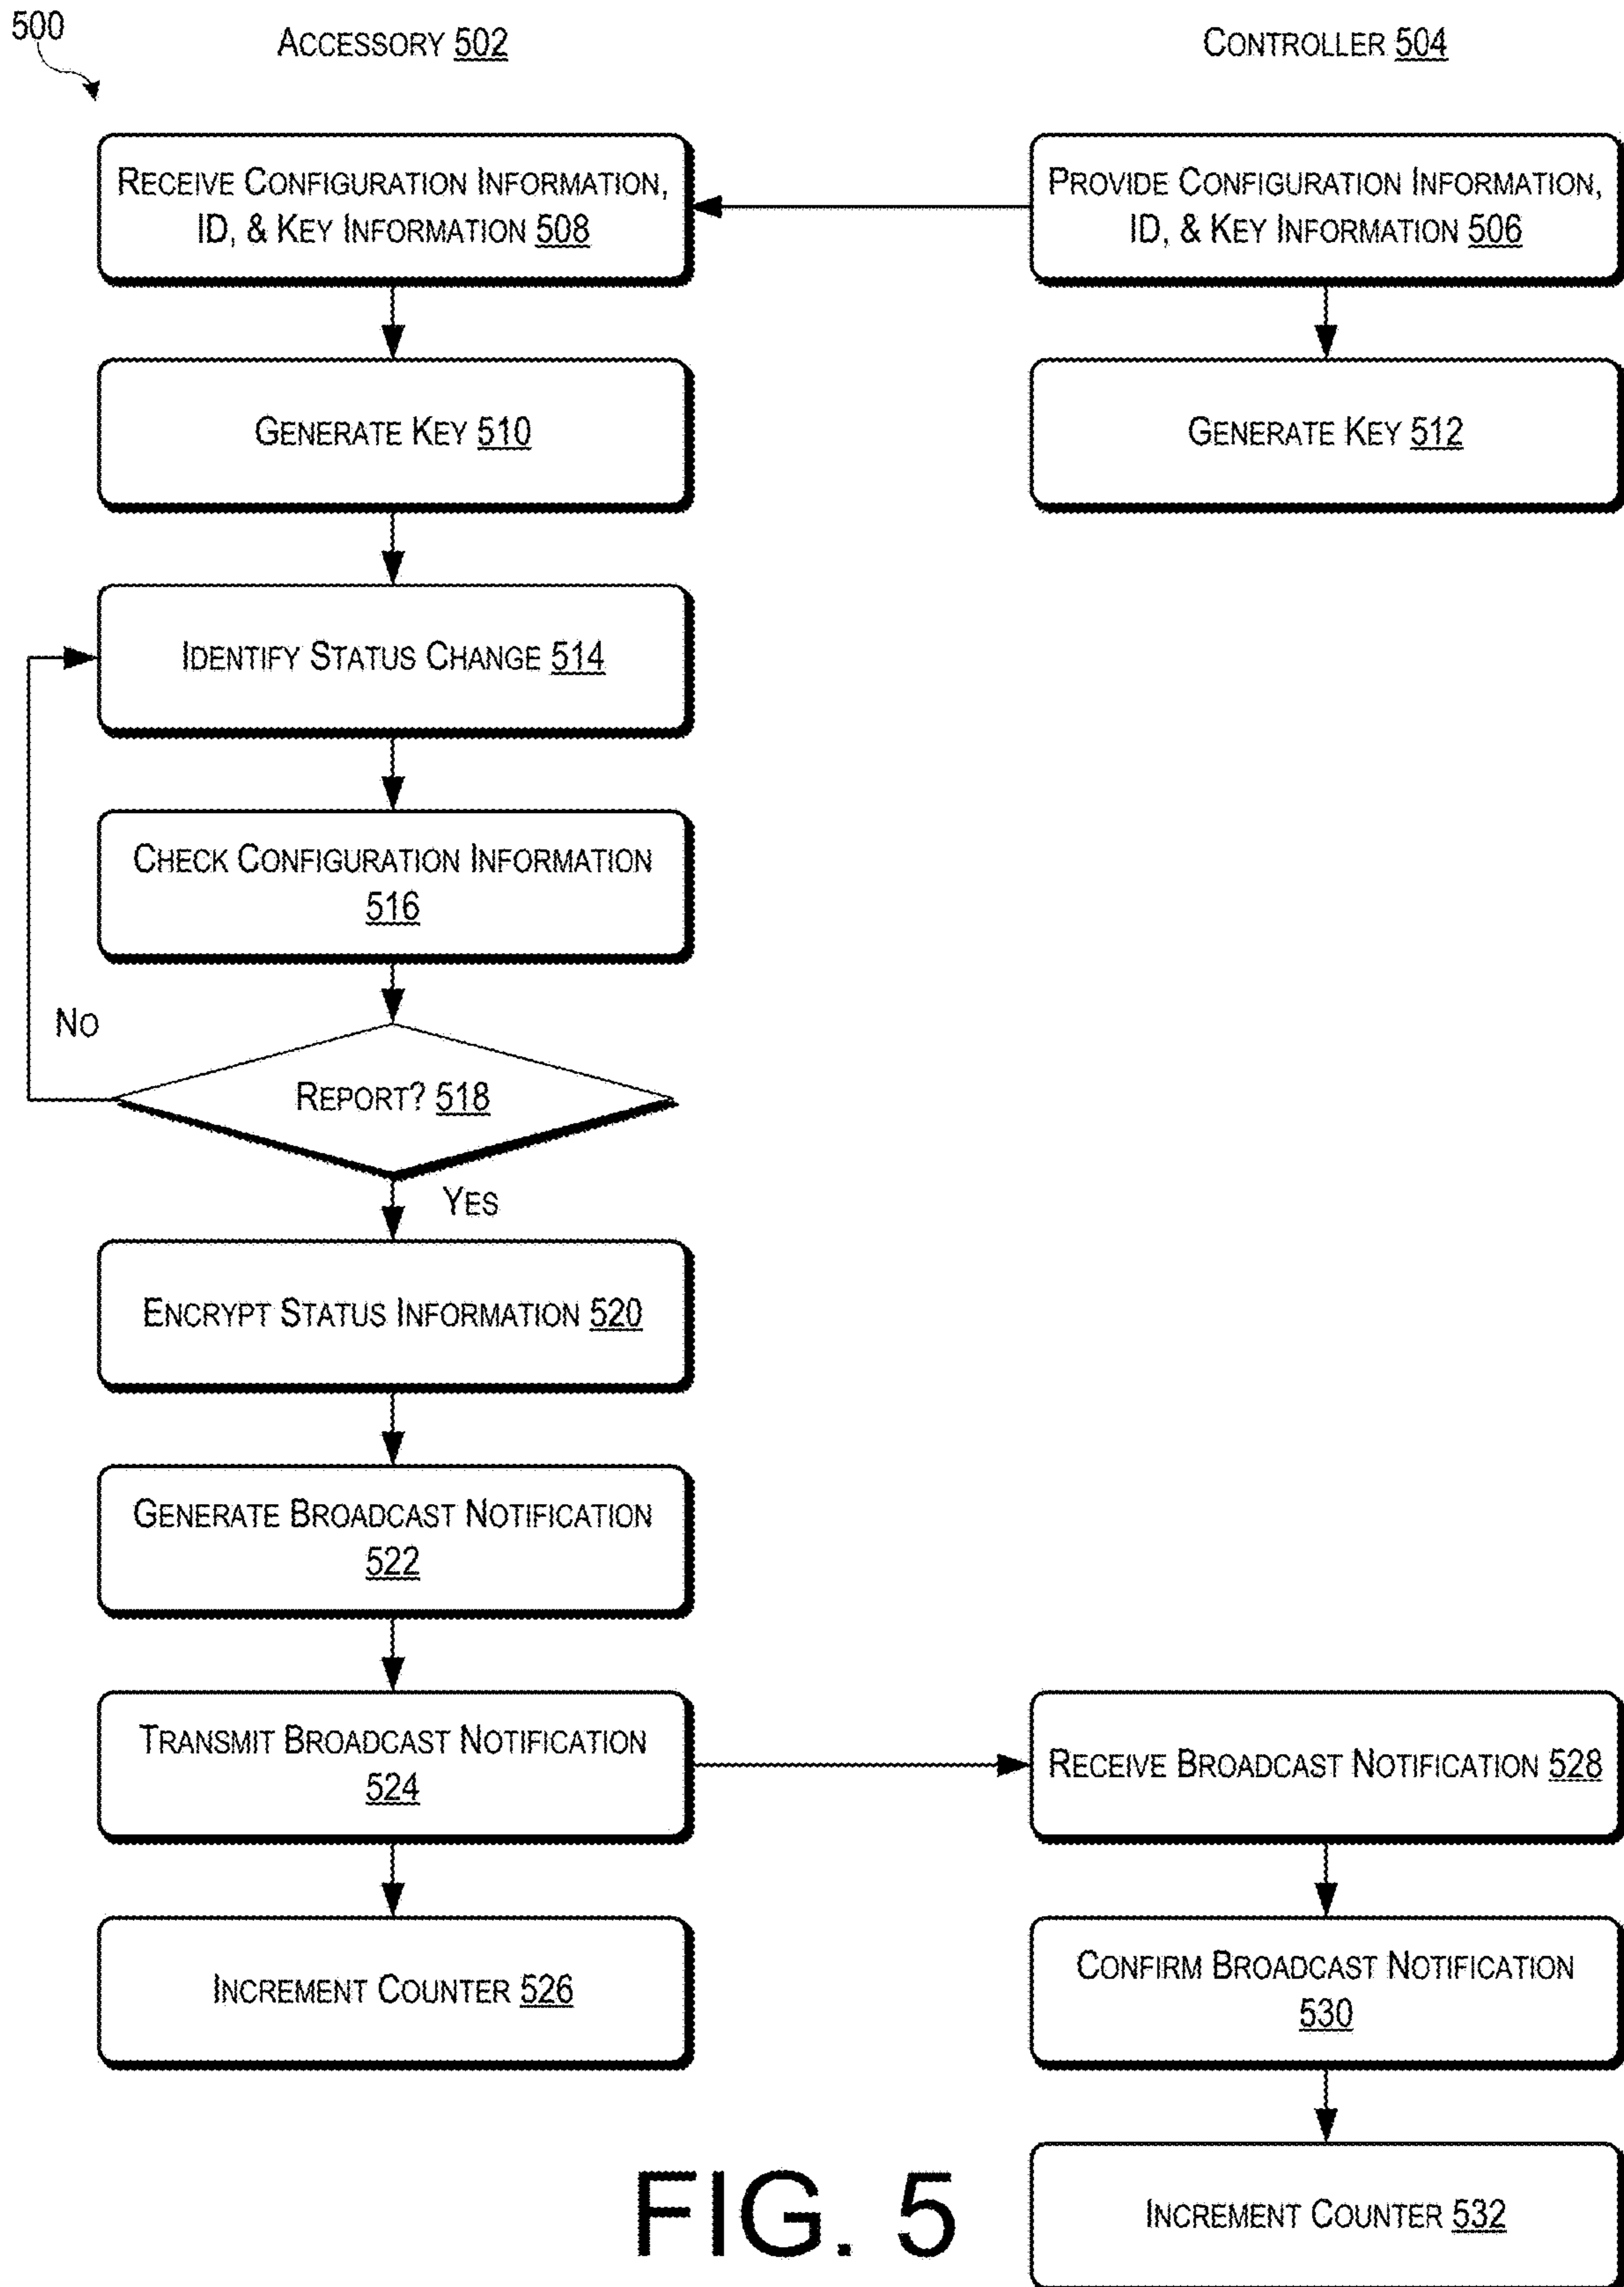 500
ACCESSORY 502
CONTROLLER 504
RECEIVE CONFIGURATION INFORMATION,
ID, & KEY INFORMATION 508
PROVIDE CONFIGURATION INFORMATION,
ID, & KEY INFORMATION 506
GENERATE KEY 510
GENERATE KEY 512
IDENTIFY STATUS CHANGE 514
CHECK CONFIGURATION INFORMATION
516
NO
REPORT? 518
YES
ENCRYPT STATUS INFORMATION 520
GENERATE BROADCAST NOTIFICATION
522
TRANSMIT BROADCAST NOTIFICATION
524
RECEIVE BROADCAST NOTIFICATION 528
INCREMENT COUNTER 526
CONFIRM BROADCAST NOTIFICATION
530
INCREMENT COUNTER 532
FIG. 5